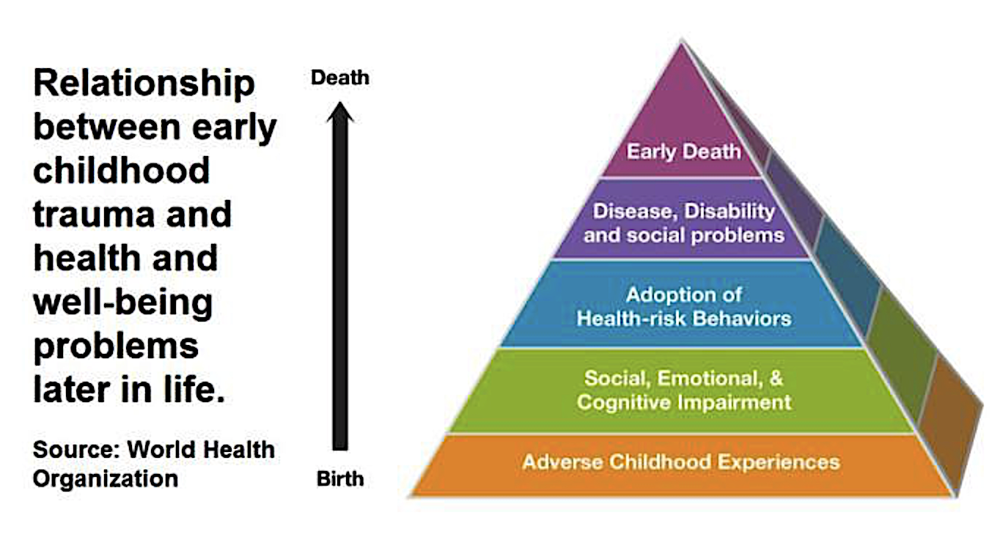 Relationship
between early
childhood
trauma and
health and
well-being
problems
later in life.
Source: World Health
Organization
Death
Birth
Early Death
Disease, Disability
and social problems
Adoption of
Health-risk Behaviors
Social, Emotional, &
Cognitive Impairment
Adverse Childhood Experiences